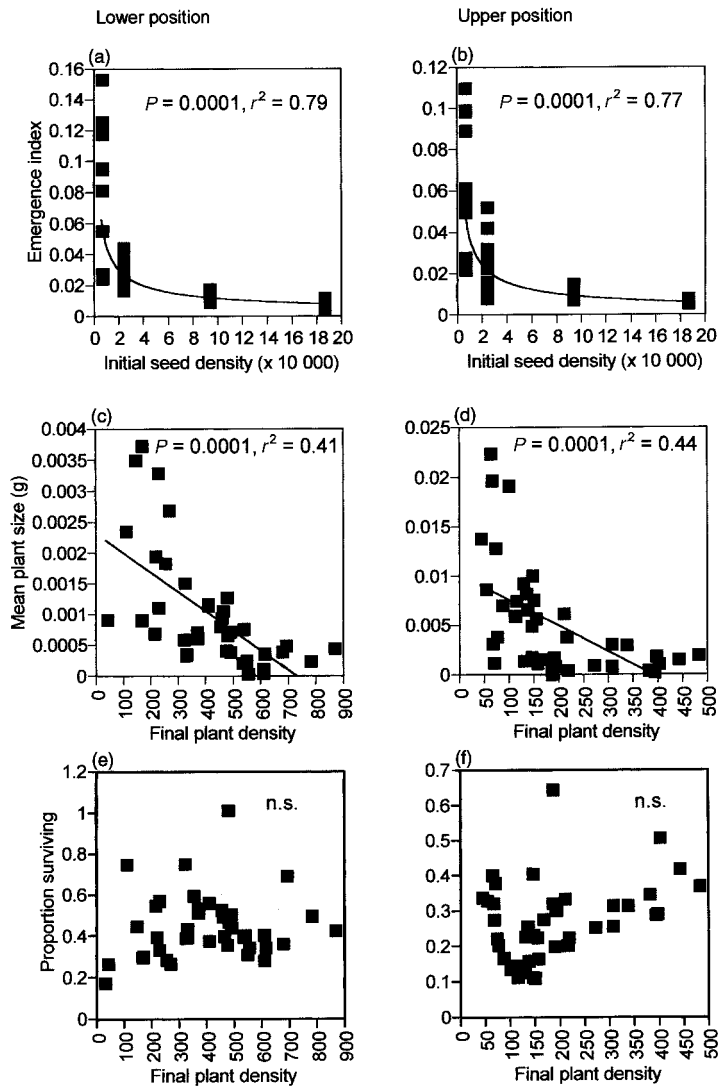 Lower position
Upper position
(a)
P = 0.0001, r² = 0.79
Emergence index
0.16
0.14
0.12
0.1
0.08
0.06
0.04
0.02
0
0 2 4 6 8 10 12 14 16 18 20
Initial seed density (x 10 000)
(b)
P = 0.0001, r² = 0.77
0.12
0.1
0.08
0.06
0.04
0.02
0
0 2 4 6 8 10 12 14 16 18 20
Initial seed density (x 10 000)
(c)
P = 0.0001, r² = 0.41
Mean plant size (g)
0.004
0.0035
0.003
0.0025
0.002
0.0015
0.001
0.0005
0
0 100 200 300 400 500 600 700 800 900
Final plant density
(d)
P = 0.0001, r² = 0.44
0.025
0.02
0.015
0.01
0.005
0
0 50 100 150 200 250 300 350 400 450 500
Final plant density
(e)
n.s.
Proportion surviving
1.2
1
0.8
0.6
0.4
0.2
0
0 100 200 300 400 500 600 700 800 900
Final plant density
(f)
n.s.
0.7
0.6
0.5
0.4
0.3
0.2
0.1
0
0 50 100 150 200 250 300 350 400 450 500
Final plant density